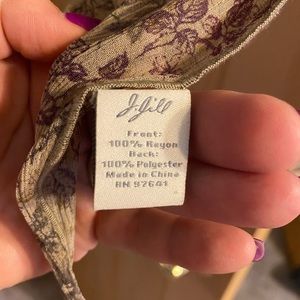 J.Jill
Front:
100% Rayon
Back:
100% Polyester
Made in China
RN 97641